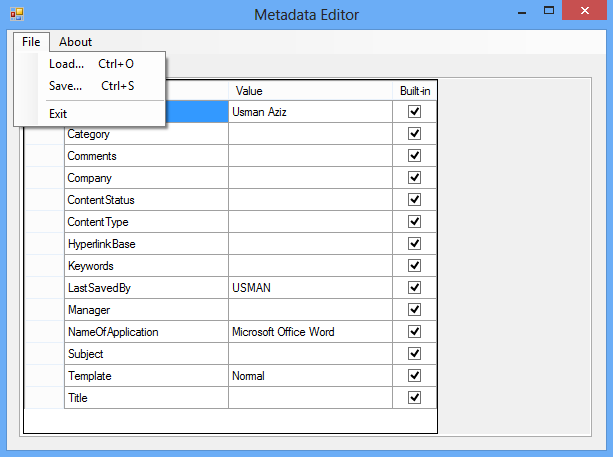 Metadata Editor
File About
Load... Ctrl+O
Save... Ctrl+S
Exit
Value Built-in
Usman Aziz
Category
Comments
Company
ContentStatus
ContentType
HyperlinkBase
Keywords
LastSavedBy USMAN
Manager
NameOfApplication Microsoft Office Word
Subject
Template Normal
Title